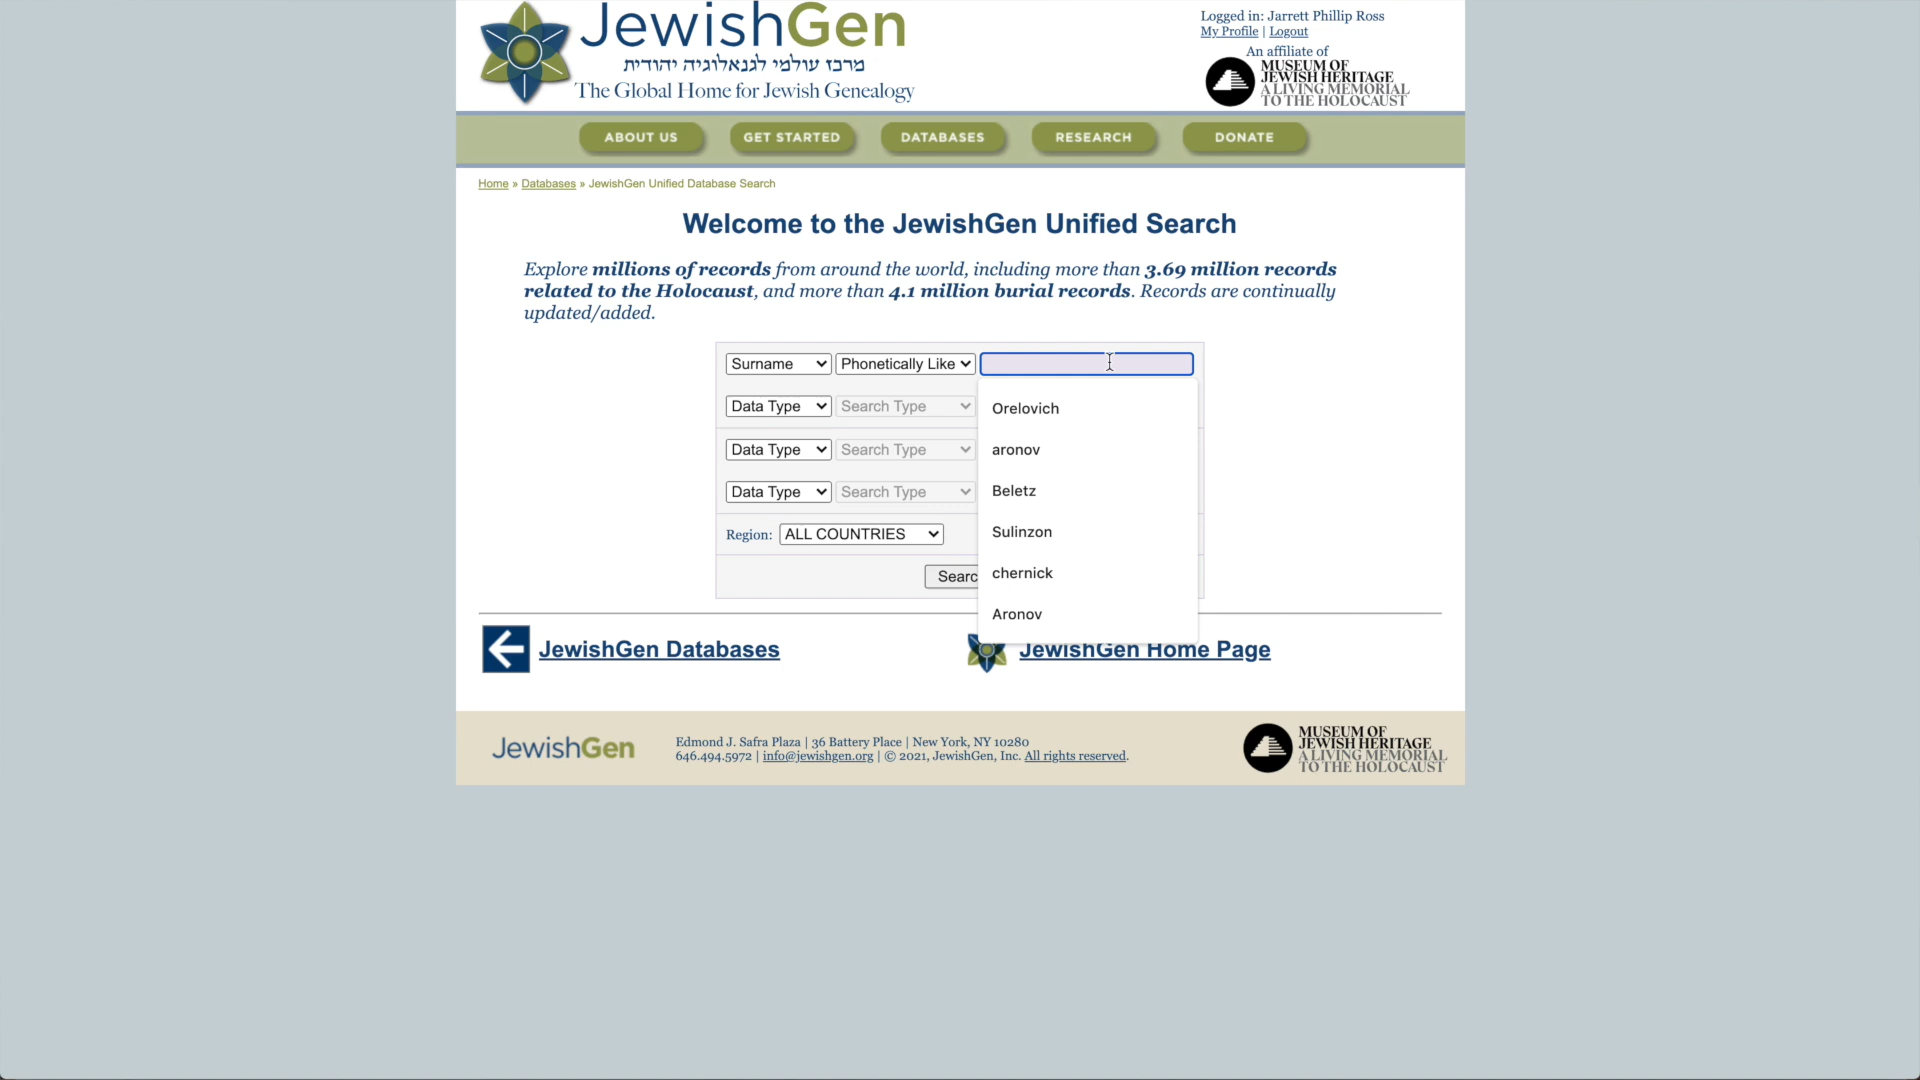 JewishGen
מרכז עולמי לגנאלוגיה יהודית
The Global Home for Jewish Genealogy
Logged in: Jarrett Phillip Ross
My Profile | Logout
An affiliate of
MUSEUM OF
JEWISH HERITAGE
A LIVING MEMORIAL
TO THE HOLOCAUST
ABOUT US
GET STARTED
DATABASES
RESEARCH
DONATE
Home » Databases » JewishGen Unified Database Search
Welcome to the JewishGen Unified Search
Explore millions of records from around the world, including more than 3.69 million records
related to the Holocaust, and more than 4.1 million burial records. Records are continually
updated/added.
Surname Phonetically Like
Data Type Search Type
Data Type Search Type
Data Type Search Type
Region: ALL COUNTRIES
Searc
Orelovich
aronov
Beletz
Sulinzon
chernick
Aronov
JewishGen Databases
JewishGen Home Page
JewishGen
Edmond J. Safra Plaza | 36 Battery Place | New York, NY 10280
646.494.5972 | info@jewishgen.org | © 2021, JewishGen, Inc. All rights reserved.
MUSEUM OF
JEWISH HERITAGE
A LIVING MEMORIAL
TO THE HOLOCAUST